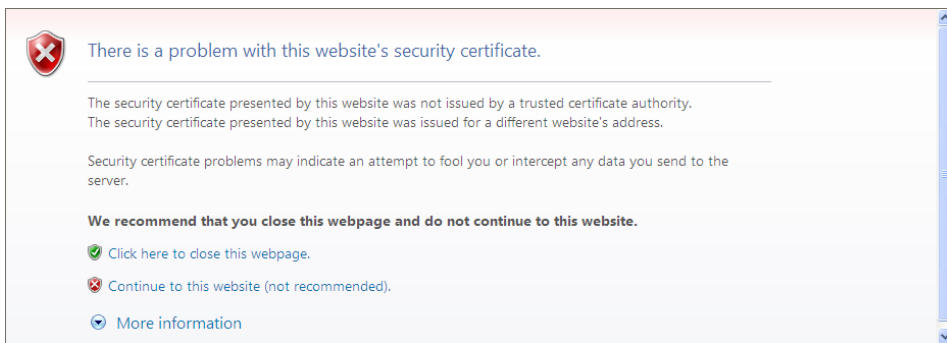 There is a problem with this website's security certificate.
The security certificate presented by this website was not issued by a trusted certificate authority.
The security certificate presented by this website was issued for a different website's address.
Security certificate problems may indicate an attempt to fool you or intercept any data you send to the
server.
We recommend that you close this webpage and do not continue to this website.
Click here to close this webpage.
Continue to this website (not recommended).
More information